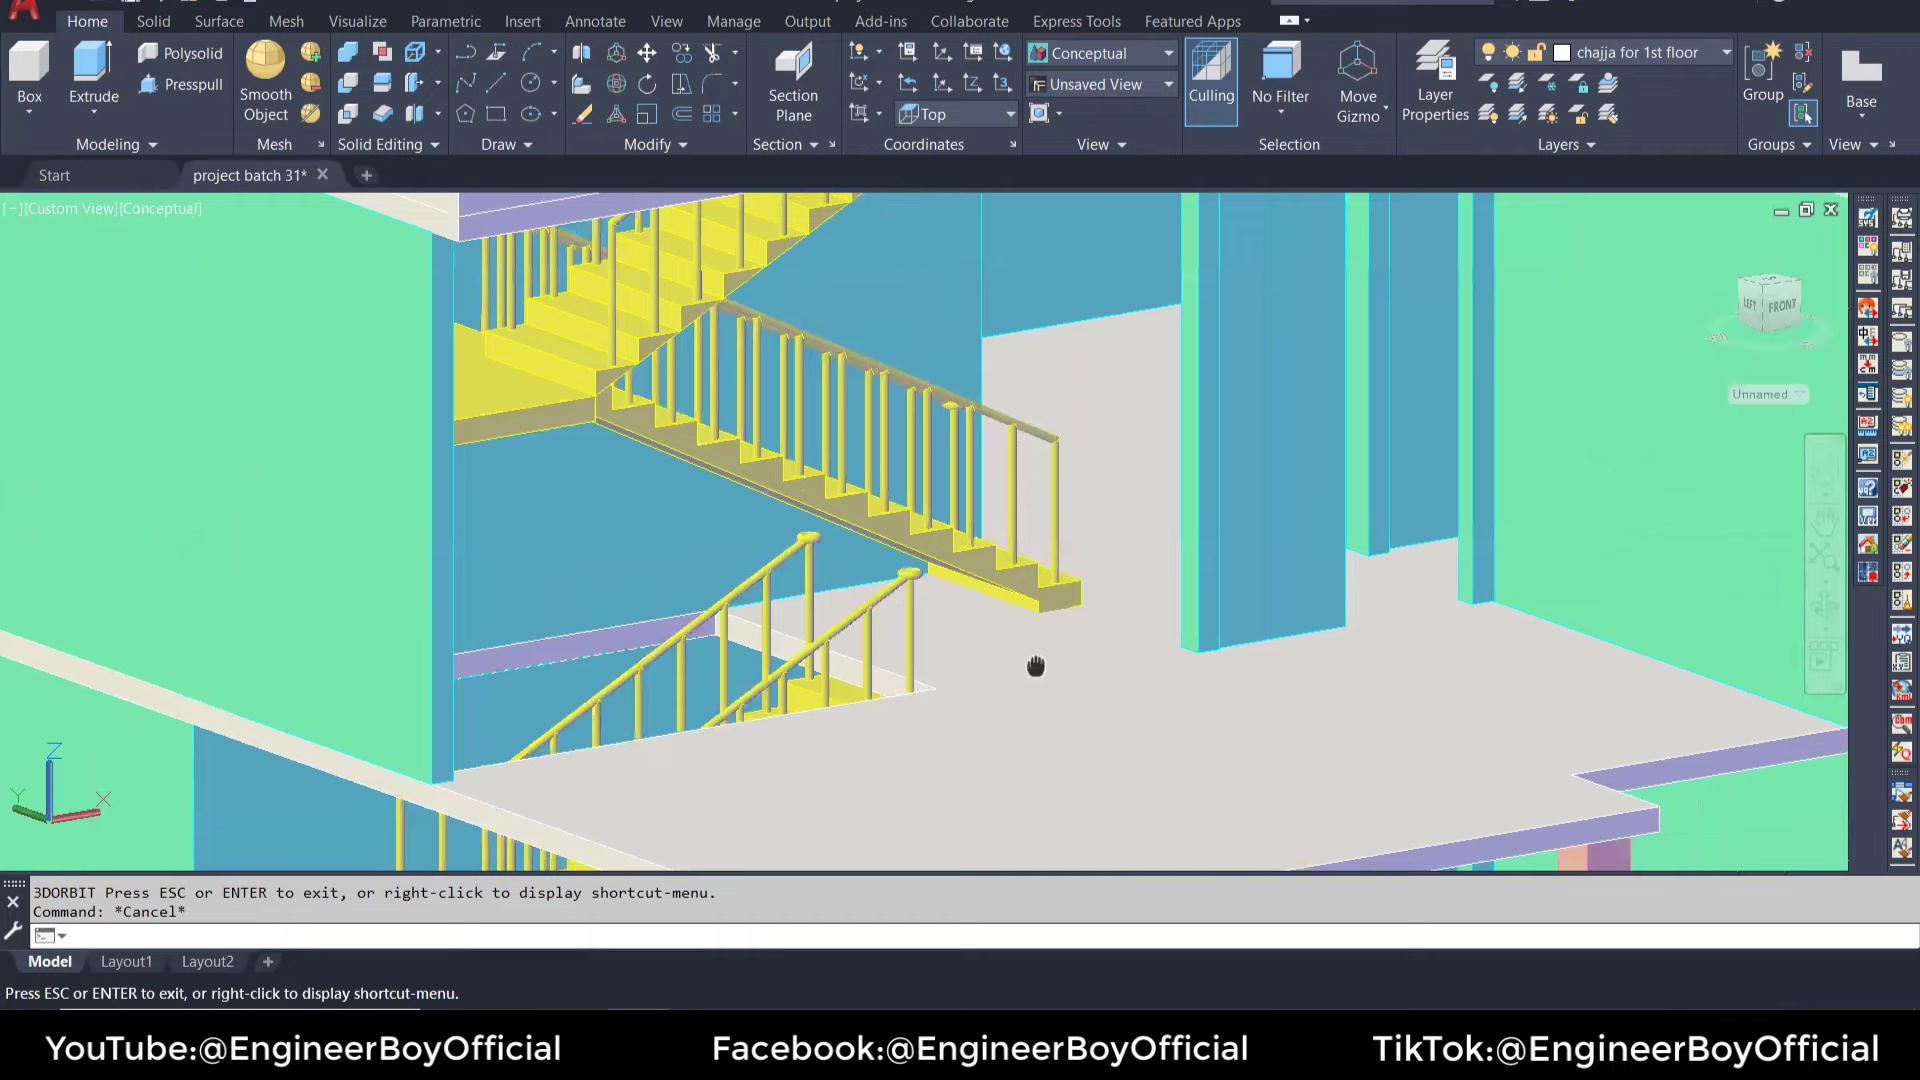 Home Solid Surface Mesh Visualize Parametric Insert Annotate View Manage Output Add-ins Collaborate Express Tools Featured Apps
Box
Extrude
Polysolid
Presspull
Smooth
Object
Section
Plane
Top
Conceptual
Unsaved View
Culling
No Filter
Move
Gizmo
Layer
Properties
chajja for 1st floor
Group
Base
Modeling Mesh Solid Editing Draw Modify Section Coordinates View Selection Layers Groups View
Start project batch 31*
[−][Custom View][Conceptual]
LEFT FRONT
Unnamed
Z
Y
X
3DORBIT Press ESC or ENTER to exit, or right-click to display shortcut-menu.
Command: *Cancel*
Model Layout1 Layout2
Press ESC or ENTER to exit, or right-click to display shortcut-menu.
YouTube:@EngineerBoyOfficial Facebook:@EngineerBoyOfficial TikTok:@EngineerBoyOfficial